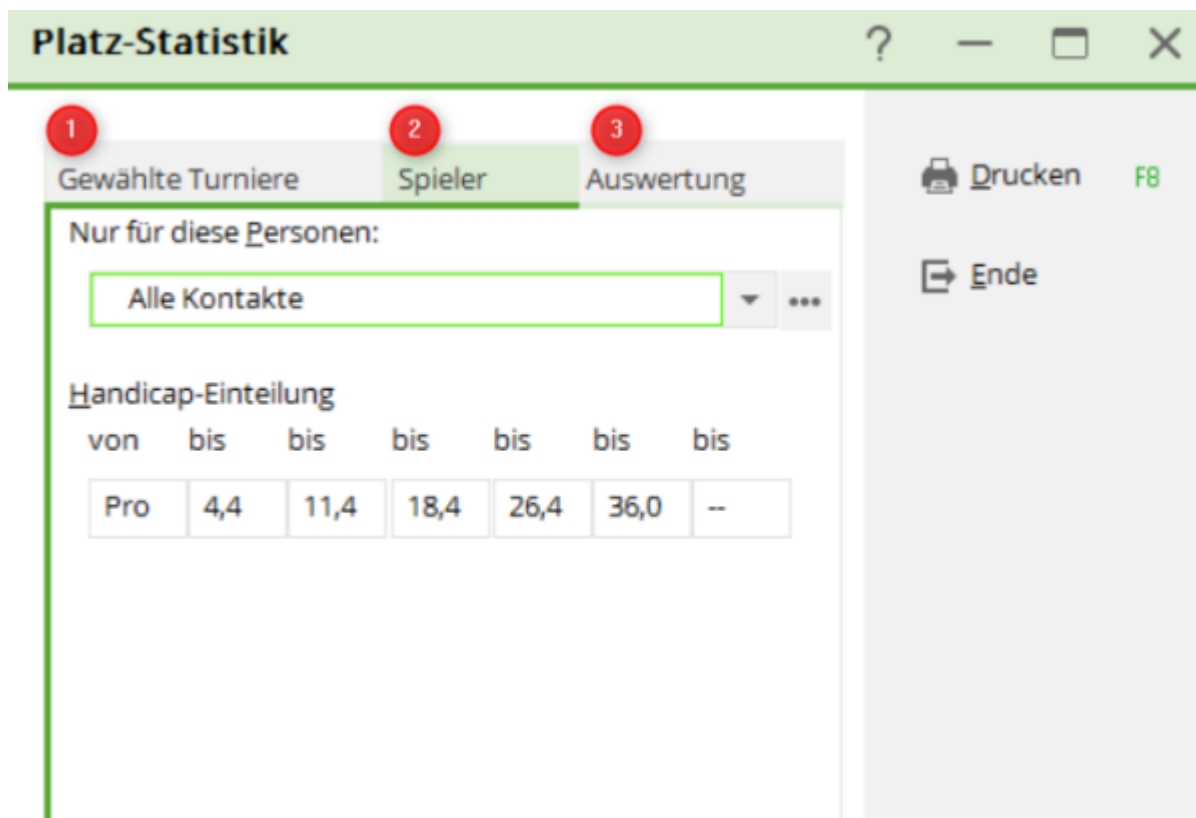 Platz-Statistik ?
1 2 3
Gewählte Turniere Spieler Auswertung
Drucken F8
Nur für diese Personen:
Ende
Alle Kontakte
Handicap-Einteilung
von bis bis bis bis bis bis
Pro 4,4 11,4 18,4 26,4 36,0 --